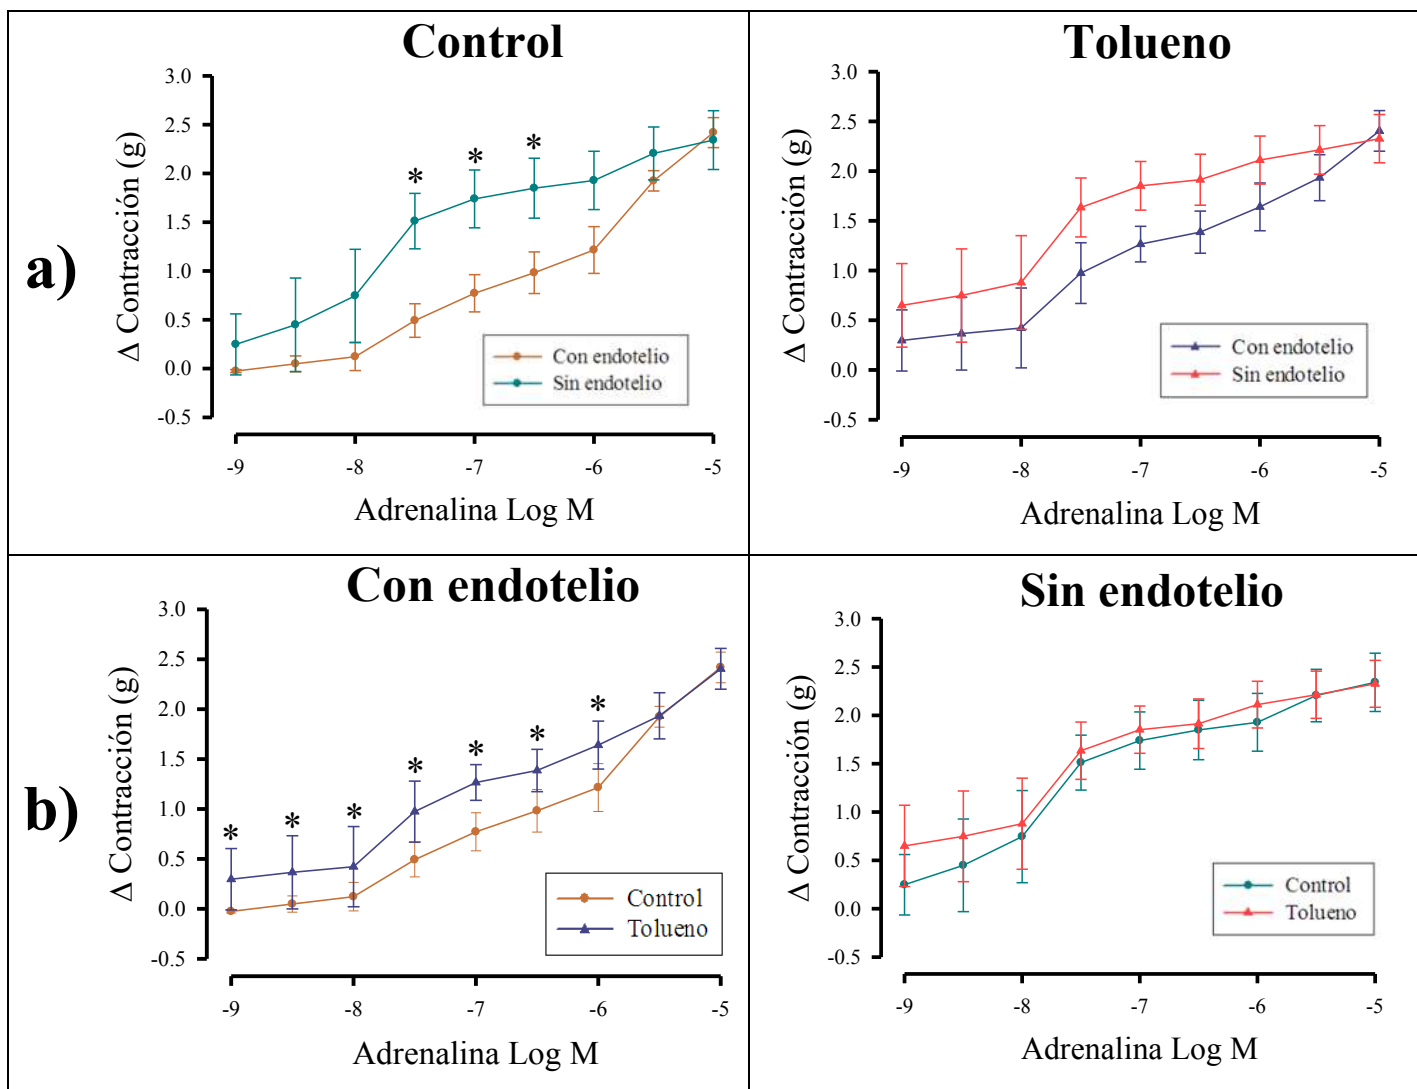 a)
Control
3.0
2.5
2.0
1.5
1.0
0.5
0.0
-0.5
Δ Contracción (g)
* * *
Con endotelio
Sin endotelio
-9 -8 -7 -6 -5
Adrenalina Log M
Tolueno
3.0
2.5
2.0
1.5
1.0
0.5
0.0
-0.5
Δ Contracción (g)
Con endotelio
Sin endotelio
-9 -8 -7 -6 -5
Adrenalina Log M
b)
Con endotelio
3.0
2.5
2.0
1.5
1.0
0.5
0.0
-0.5
Δ Contracción (g)
* * * * * * *
Control
Tolueno
-9 -8 -7 -6 -5
Adrenalina Log M
Sin endotelio
3.0
2.5
2.0
1.5
1.0
0.5
0.0
-0.5
Δ Contracción (g)
Control
Tolueno
-9 -8 -7 -6 -5
Adrenalina Log M